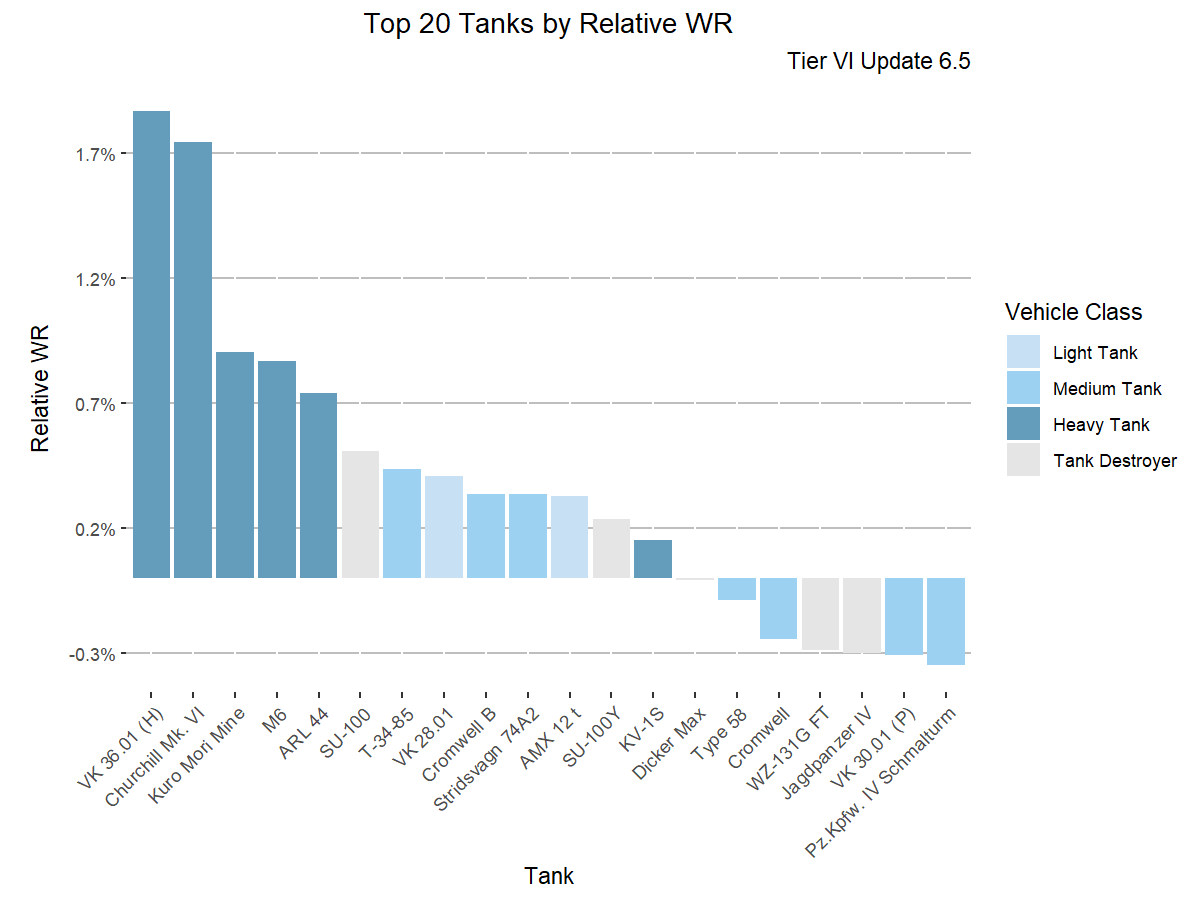 Top 20 Tanks by Relative WR
Tier VI Update 6.5
1.7%
1.2%
0.7%
0.2%
-0.3%
Relative WR
VK 36.01 (H)
Churchill Mk. VI
Kuro Mori Mine
M6
ARL 44
SU-100
T-34-85
VK 28.01
Cromwell B
Stridsvagn 74A2
AMX 12 t
SU-100Y
KV-1S
Dicker Max
Type 58
Cromwell
WZ-131G FT
Jagdpanzer IV
VK 30.01 (P)
Pz.Kpfw. IV Schmalturm
Tank
Vehicle Class
Light Tank
Medium Tank
Heavy Tank
Tank Destroyer